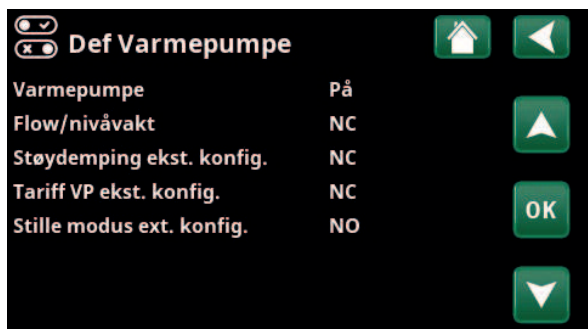 Def Varmepumpe
Varmepumpe På
Flow/nivåvakt NC
Støydemping ekst. konfig. NC
Tariff VP ekst. konfig. NC
Stille modus ext. konfig. NO
OK